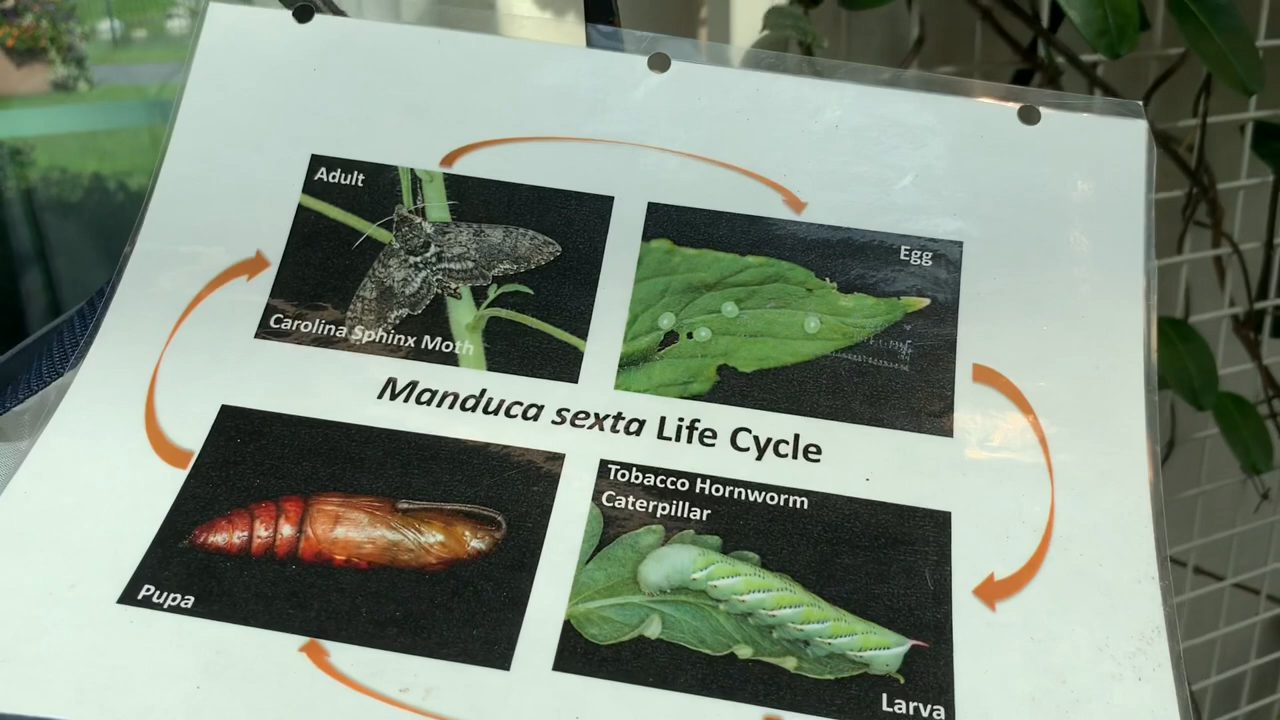 Adult
Carolina Sphinx Moth
Egg
Manduca sexta Life Cycle
Pupa
Tobacco Hornworm
Caterpillar
Larva